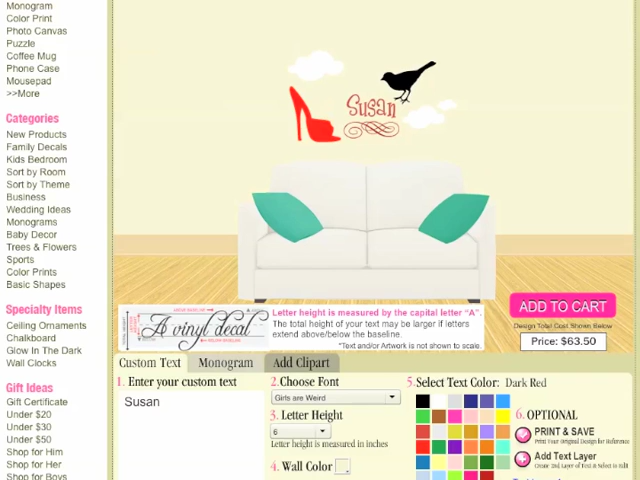 Monogram
Color Print
Photo Canvas
Puzzle
Coffee Mug
Phone Case
Mousepad
>>More
Categories
New Products
Family Decals
Kids Bedroom
Sort by Room
Sort by Theme
Business
Wedding Ideas
Monograms
Baby Decor
Trees & Flowers
Sports
Color Prints
Basic Shapes
Specialty Items
Ceiling Ornaments
Chalkboard
Glow In The Dark
Wall Clocks
Gift Ideas
Gift Certificate
Under $20
Under $30
Under $50
Shop for Him
Shop for Her
Shop for Boys
Susan
A vinyl decal
Letter height is measured by the capital letter "A".
The total height of your text may be larger if letters
extend above/below the baseline.
*Text and/or Artwork is not shown to scale.
ADD TO CART
Design Total Cost Shown Below
Price: $63.50
Custom Text
Monogram
Add Clipart
1. Enter your custom text
Susan
2.Choose Font
Girls are Weird
3. Letter Height
6
Letter height is measured in inches
4. Wall Color
5.Select Text Color: Dark Red
6. OPTIONAL
PRINT & SAVE
Print Your Original Design for Reference
Add Text Layer
Create 2nd Layer of Text & Select to Edit